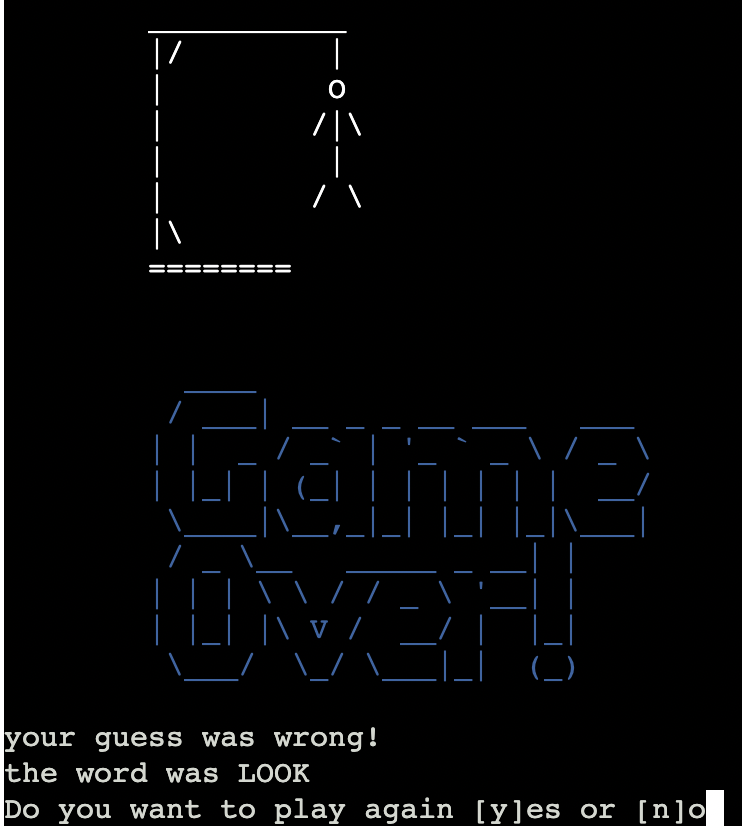 Game
Over!
your guess was wrong!
the word was LOOK
Do you want to play again [y]es or [n]o